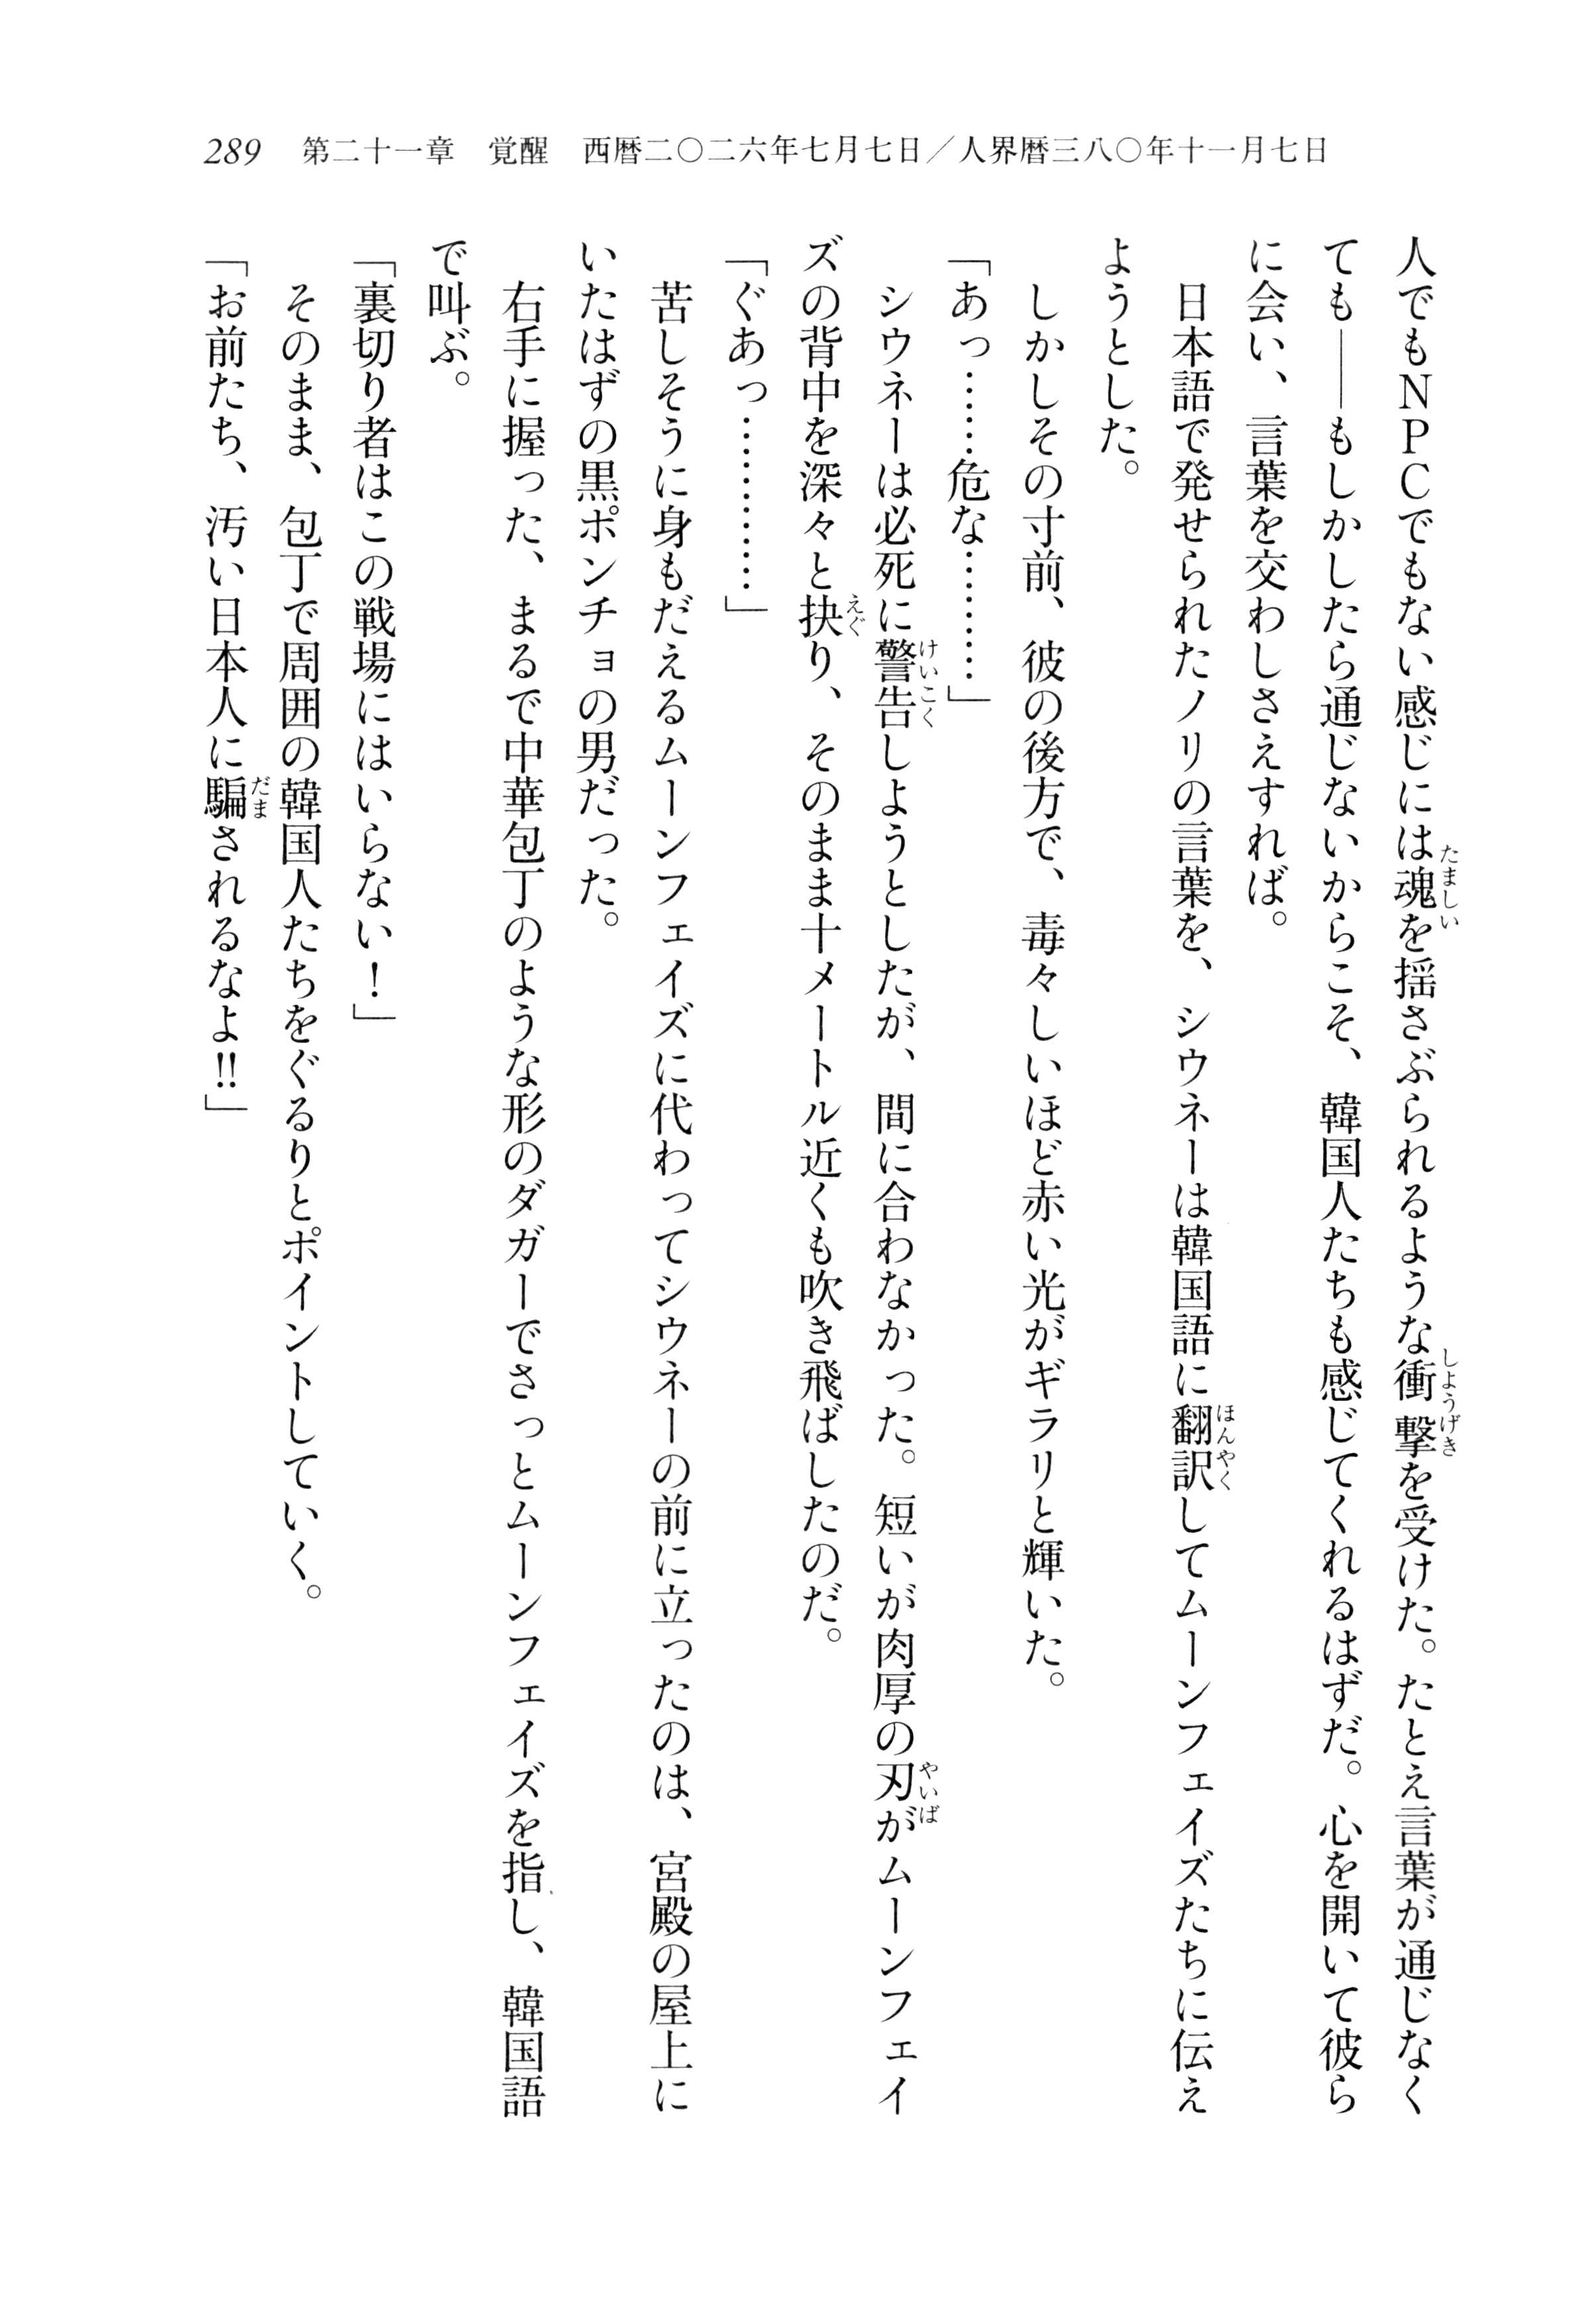 289　第二十一章　覚醒　西暦二〇二六年七月七日／人界暦三八〇年十一月七日
人でもＮＰＣでもない感じには魂を揺さぶられるような衝撃を受けた。たとえ言葉が通じなく
ても――もしかしたら通じないからこそ、韓国人たちも感じてくれるはずだ。心を開いて彼ら
に会い、言葉を交わしさえすれば。
　日本語で発せられたノリの言葉を、シウネーは韓国語に翻訳してムーンフェイズたちに伝え
ようとした。
　しかしその寸前、彼の後方で、毒々しいほど赤い光がギラリと輝いた。
「あっ……危な…………」
　シウネーは必死に警告しようとしたが、間に合わなかった。短いが肉厚の刃がムーンフェイ
ズの背中を深々と抉り、そのまま十メートル近くも吹き飛ばしたのだ。
「ぐあっ…………」
　苦しそうに身もだえるムーンフェイズに代わってシウネーの前に立ったのは、宮殿の屋上に
いたはずの黒ポンチョの男だった。
　右手に握った、まるで中華包丁のような形のダガーでさっとムーンフェイズを指し、韓国語
で叫ぶ。
「裏切り者はこの戦場にはいらない！」
　そのまま、包丁で周囲の韓国人たちをぐるりとポイントしていく。
「お前たち、汚い日本人に騙されるなよ!!」